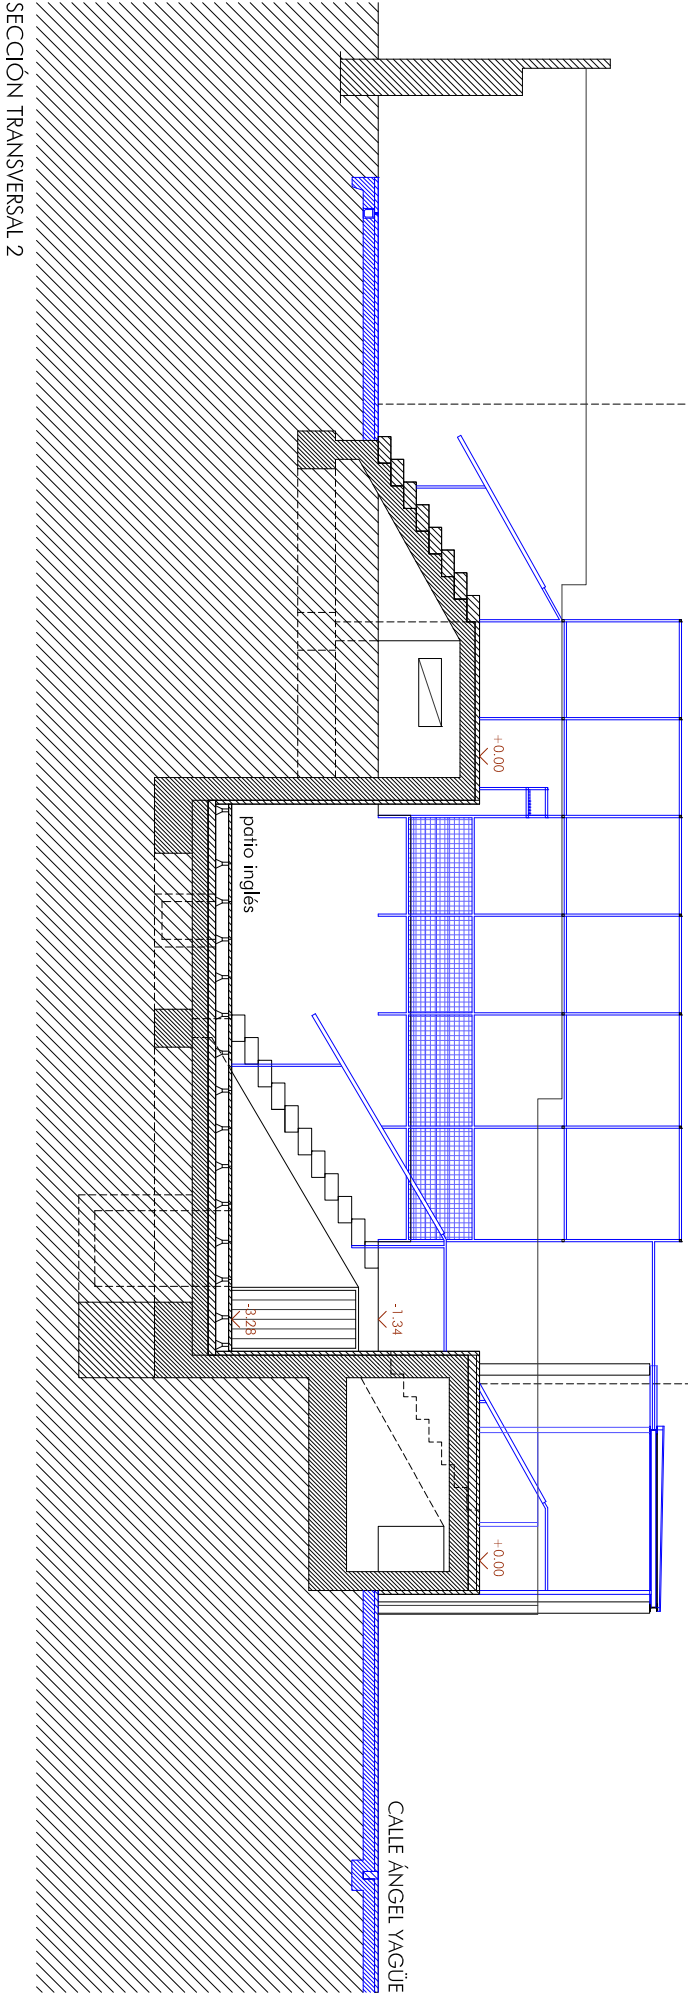 +0.00
+0.00
-1.34
-3.28
patio inglés
CALLE ÁNGEL YAGÜE
SECCIÓN TRANSVERSAL 2